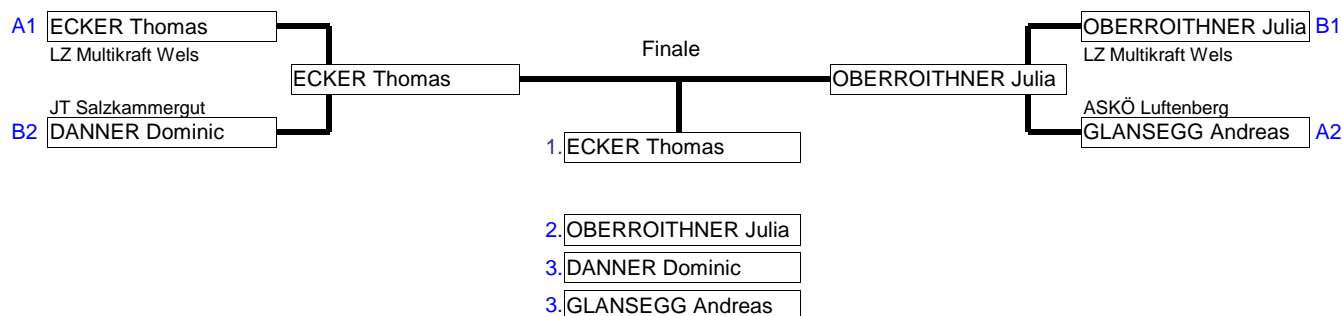 A1 ECKER Thomas
LZ Multikraft Wels
JT Salzkammergut
B2 DANNER Dominic
ECKER Thomas
Finale
OBERROITHNER Julia
OBERROITHNER Julia B1
LZ Multikraft Wels
ASKÖ Luftenberg
GLANSEGG Andreas A2
1. ECKER Thomas
2. OBERROITHNER Julia
3. DANNER Dominic
3. GLANSEGG Andreas